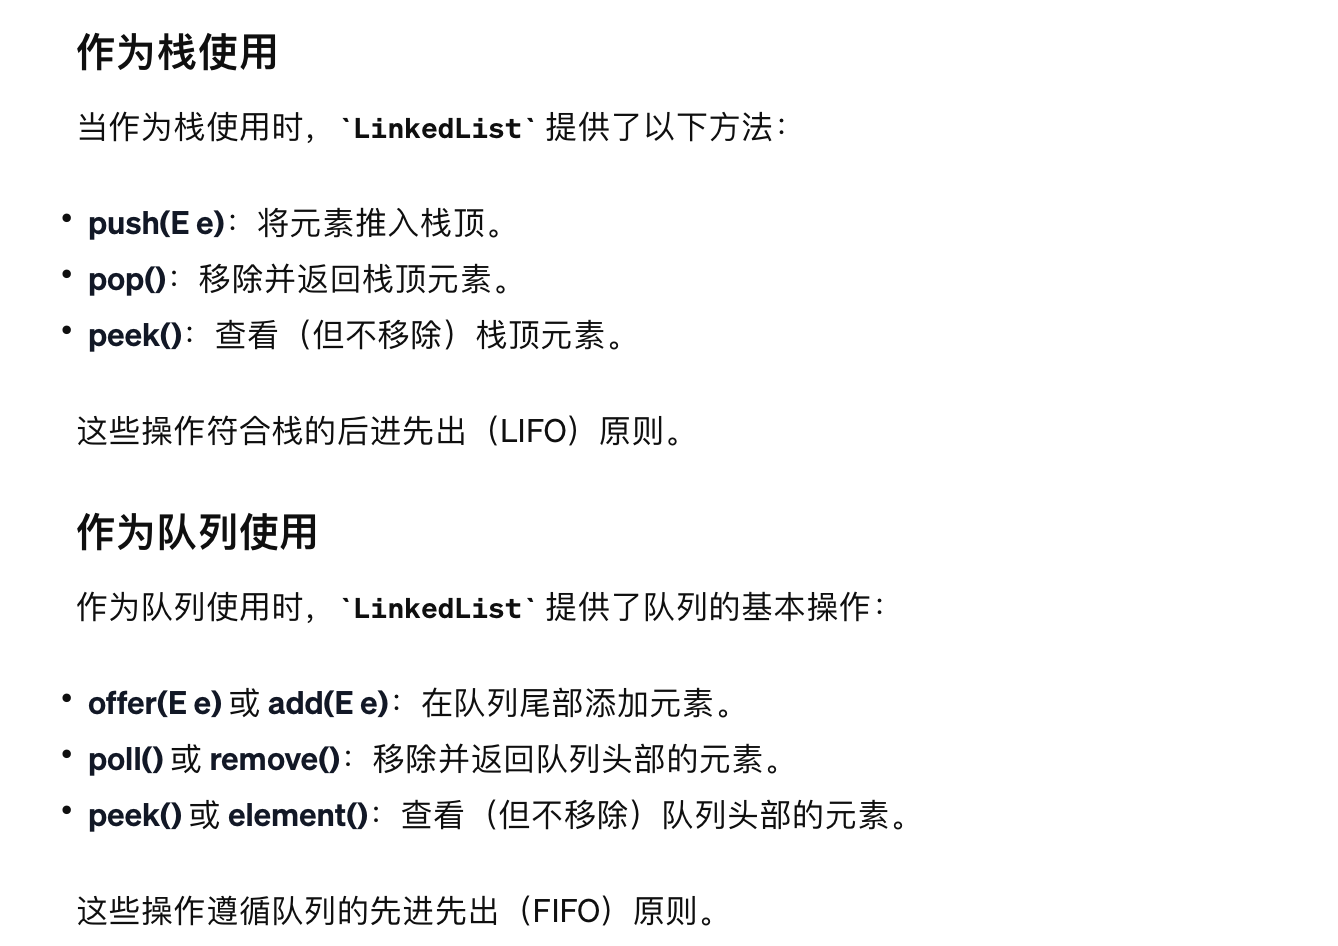 作为栈使用
当作为栈使用时，`LinkedList` 提供了以下方法：
• push(E e)：将元素推入栈顶。
• pop()：移除并返回栈顶元素。
• peek()：查看（但不移除）栈顶元素。
这些操作符合栈的后进先出（LIFO）原则。
作为队列使用
作为队列使用时，`LinkedList` 提供了队列的基本操作：
• offer(E e) 或 add(E e)：在队列尾部添加元素。
• poll() 或 remove()：移除并返回队列头部的元素。
• peek() 或 element()：查看（但不移除）队列头部的元素。
这些操作遵循队列的先进先出（FIFO）原则。